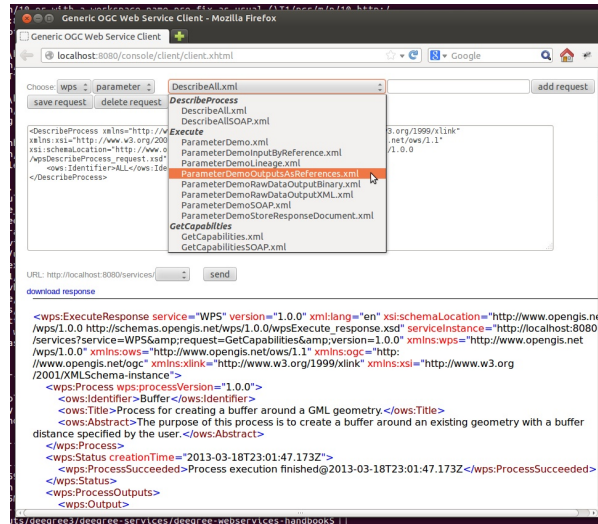 Generic OGC Web Service Client - Mozilla Firefox
Generic OGC Web Service Client
localhost:8080/console/client/client.xhtml
Google
Choose: wps parameter DescribeAll.xml add request
save request delete request
DescribeProcess
DescribeAll.xml
DescribeAllSOAP.xml
Execute
ParameterDemo.xml
ParameterDemoInputByReference.xml
ParameterDemoLineage.xml
ParameterDemoOutputsAsReferences.xml
ParameterDemoRawDataOutputBinary.xml
ParameterDemoRawDataOutputXML.xml
ParameterDemoSOAP.xml
ParameterDemoStoreResponseDocument.xml
GetCapabilties
GetCapabilities.xml
GetCapabilitiesSOAP.xml
<DescribeProcess xmlns="http://w 3.org/1999/xlink"
xmlns:xsi="http://www.w3.org/200 .net/ows/1.1"
xsi:schemaLocation="http://www.o /1.0.0
/wpsDescribeProcess_request.xsd"
<ows:Identifier>ALL</ows:Ide
</DescribeProcess>
URL: http://localhost:8080/services/ send
download response
<wps:ExecuteResponse service="WPS" version="1.0.0" xml:lang="en" xsi:schemaLocation="http://www.opengis.ne
/wps/1.0.0 http://schemas.opengis.net/wps/1.0.0/wpsExecute_response.xsd" serviceInstance="http://localhost:8080
/services?service=WPS&amp;request=GetCapabilities&amp;version=1.0.0" xmlns:wps="http://www.opengis.net
/wps/1.0.0" xmlns:ows="http://www.opengis.net/ows/1.1" xmlns:ogc="http:
//www.opengis.net/ogc" xmlns:xlink="http://www.w3.org/1999/xlink" xmlns:xsi="http://www.w3.org
/2001/XMLSchema-instance">
<wps:Process wps:processVersion="1.0.0">
<ows:Identifier>Buffer</ows:Identifier>
<ows:Title>Process for creating a buffer around a GML geometry.</ows:Title>
<ows:Abstract>The purpose of this process is to create a buffer around an existing geometry with a buffer
distance specified by the user.</ows:Abstract>
</wps:Process>
<wps:Status creationTime="2013-03-18T23:01:47.173Z">
<wps:ProcessSucceeded>Process execution finished@2013-03-18T23:01:47.173Z</wps:ProcessSucceeded>
</wps:Status>
<wps:ProcessOutputs>
<wps:Output>
ts/deegree3/deegree-services/deegree-webservices-handbook$